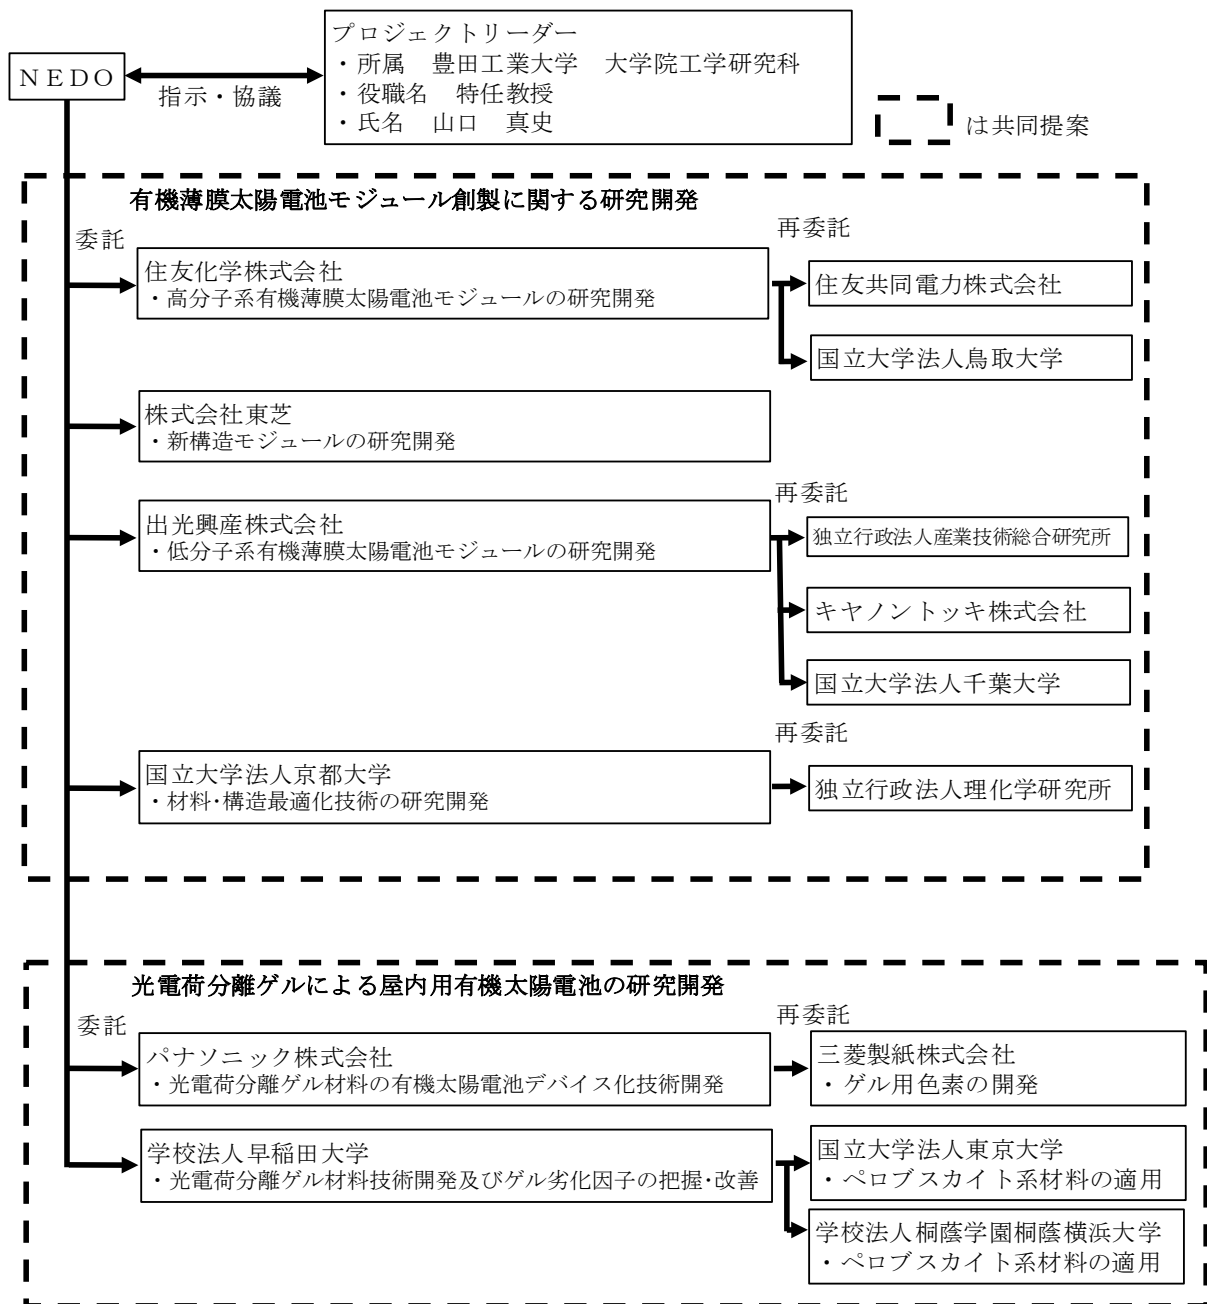 プロジェクトリーダー
・所属　豊田工業大学　大学院工学研究科
・役職名　特任教授
・氏名　山口　真史
ＮＥＤＯ
指示・協議
は共同提案
有機薄膜太陽電池モジュール創製に関する研究開発
委託
再委託
住友化学株式会社
・高分子系有機薄膜太陽電池モジュールの研究開発
住友共同電力株式会社
国立大学法人鳥取大学
株式会社東芝
・新構造モジュールの研究開発
再委託
出光興産株式会社
・低分子系有機薄膜太陽電池モジュールの研究開発
独立行政法人産業技術総合研究所
キヤノントッキ株式会社
国立大学法人千葉大学
再委託
国立大学法人京都大学
・材料・構造最適化技術の研究開発
独立行政法人理化学研究所
光電荷分離ゲルによる屋内用有機太陽電池の研究開発
委託
再委託
パナソニック株式会社
・光電荷分離ゲル材料の有機太陽電池デバイス化技術開発
三菱製紙株式会社
・ゲル用色素の開発
学校法人早稲田大学
・光電荷分離ゲル材料技術開発及びゲル劣化因子の把握・改善
国立大学法人東京大学
・ペロブスカイト系材料の適用
学校法人桐蔭学園桐蔭横浜大学
・ペロブスカイト系材料の適用